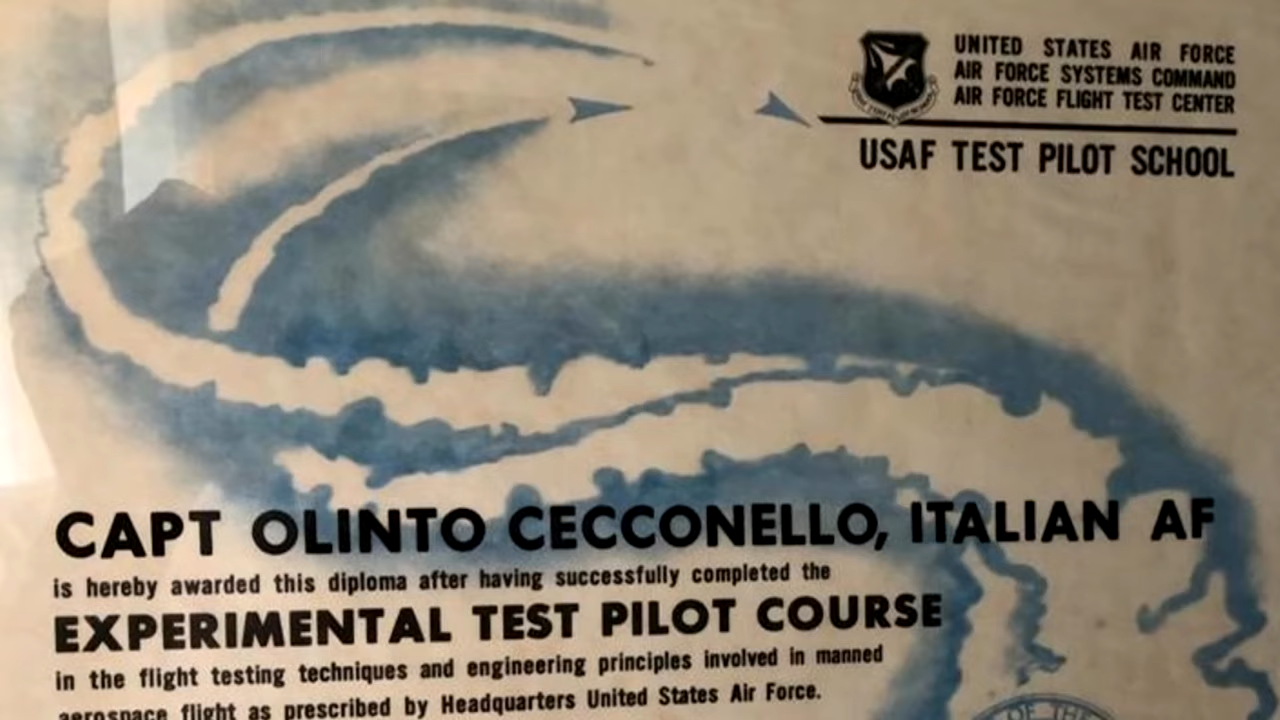 UNITED STATES AIR FORCE
AIR FORCE SYSTEMS COMMAND
AIR FORCE FLIGHT TEST CENTER
USAF TEST PILOT SCHOOL
CAPT OLINTO CECCONELLO, ITALIAN AF
is hereby awarded this diploma after having successfully completed the
EXPERIMENTAL TEST PILOT COURSE
in the flight testing techniques and engineering principles involved in manned
aerospace flight as prescribed by Headquarters United States Air Force.
OF THE